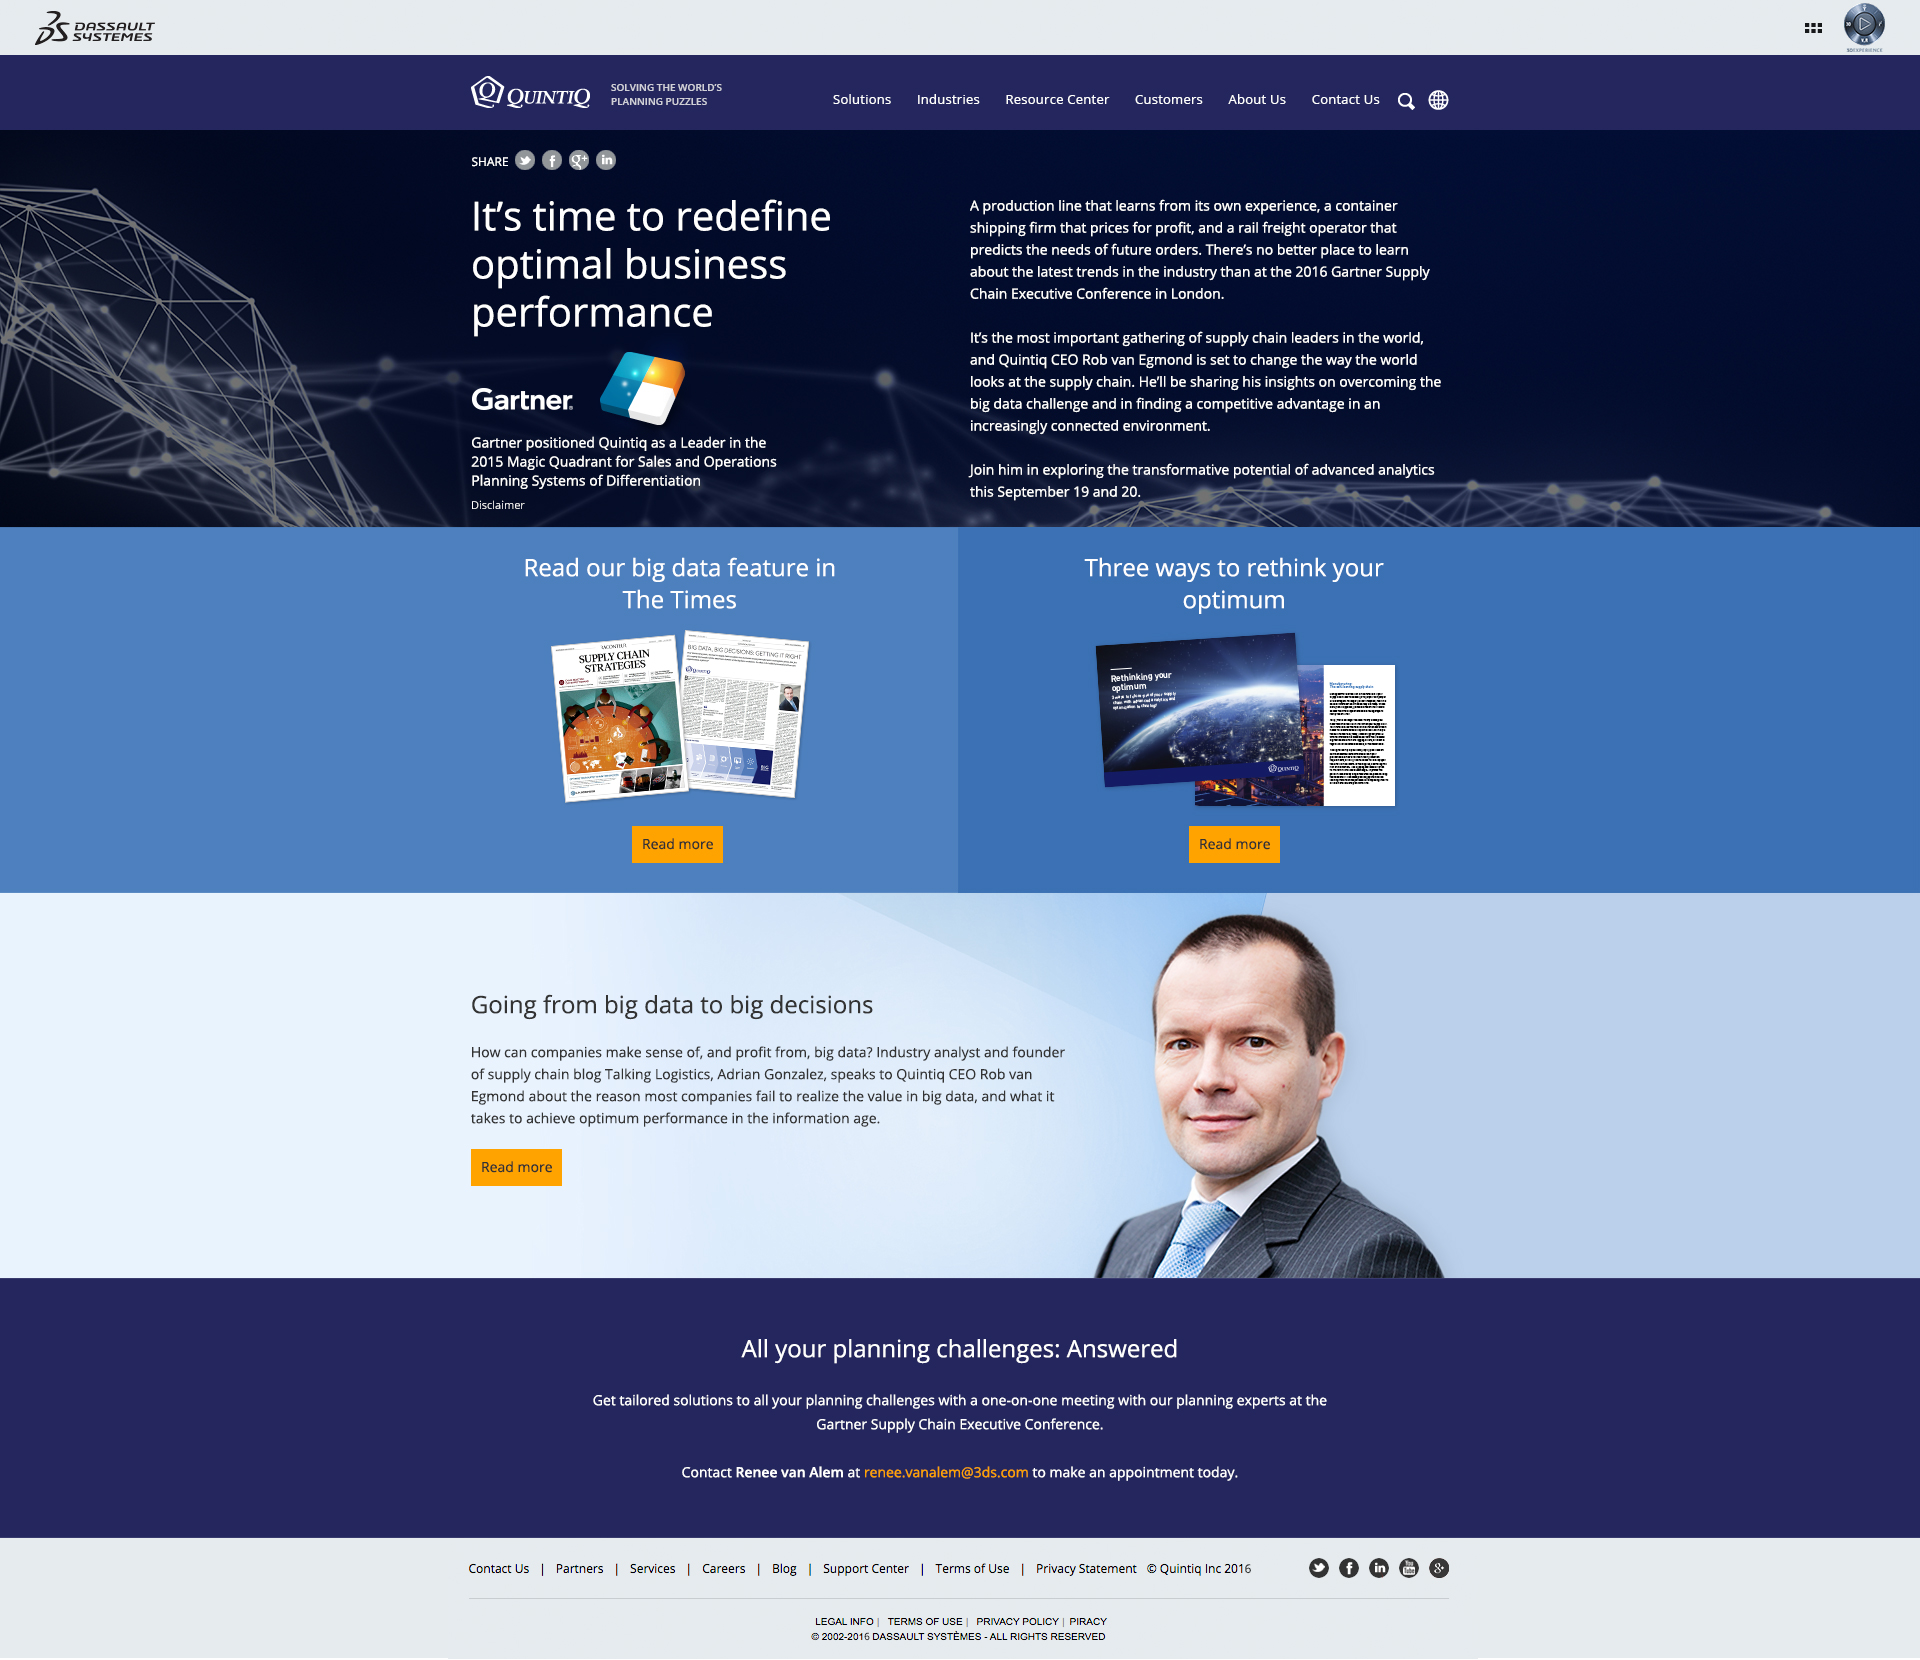 DASSAULT
SYSTEMES
3DEXPERIENCE
QUINTIQ
SOLVING THE WORLD'S
PLANNING PUZZLES
Solutions Industries Resource Center Customers About Us Contact Us
SHARE
It’s time to redefine
optimal business
performance
Gartner
Gartner positioned Quintiq as a Leader in the
2015 Magic Quadrant for Sales and Operations
Planning Systems of Differentiation
Disclaimer
A production line that learns from its own experience, a container
shipping firm that prices for profit, and a rail freight operator that
predicts the needs of future orders. There’s no better place to learn
about the latest trends in the industry than at the 2016 Gartner Supply
Chain Executive Conference in London.
It’s the most important gathering of supply chain leaders in the world,
and Quintiq CEO Rob van Egmond is set to change the way the world
looks at the supply chain. He’ll be sharing his insights on overcoming the
big data challenge and in finding a competitive advantage in an
increasingly connected environment.
Join him in exploring the transformative potential of advanced analytics
this September 19 and 20.
Read our big data feature in
The Times
RACONTEUR
SUPPLY CHAIN
STRATEGIES
BIG DATA, BIG DECISIONS: GETTING IT RIGHT
QUINTIQ
Read more
Three ways to rethink your
optimum
Rethinking your
optimum
QUINTIQ
Read more
Going from big data to big decisions
How can companies make sense of, and profit from, big data? Industry analyst and founder
of supply chain blog Talking Logistics, Adrian Gonzalez, speaks to Quintiq CEO Rob van
Egmond about the reason most companies fail to realize the value in big data, and what it
takes to achieve optimum performance in the information age.
Read more
All your planning challenges: Answered
Get tailored solutions to all your planning challenges with a one-on-one meeting with our planning experts at the
Gartner Supply Chain Executive Conference.
Contact Renee van Alem at renee.vanalem@3ds.com to make an appointment today.
Contact Us | Partners | Services | Careers | Blog | Support Center | Terms of Use | Privacy Statement © Quintiq Inc 2016
LEGAL INFO | TERMS OF USE | PRIVACY POLICY | PIRACY
© 2002-2016 DASSAULT SYSTÈMES - ALL RIGHTS RESERVED